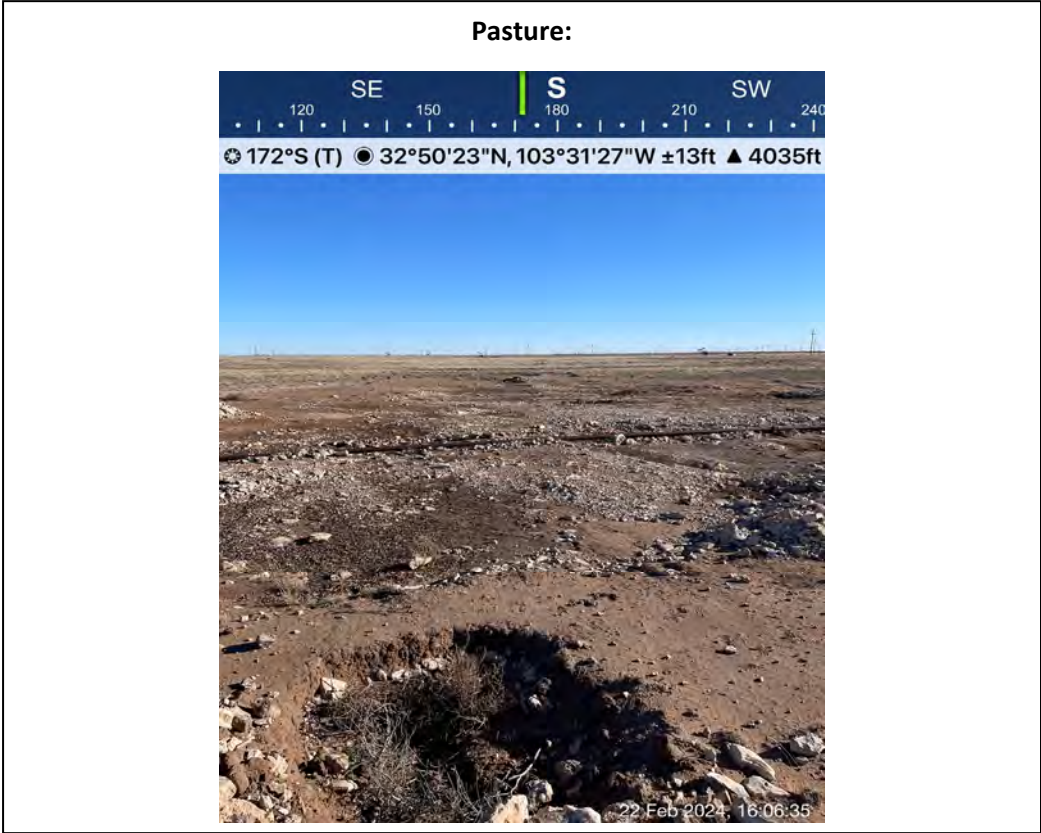 Pasture:
SE S SW
120 150 180 210 240
172°S (T) 32°50'23"N, 103°31'27"W ±13ft ▲ 4035ft
22 Feb 2024, 16:06:35